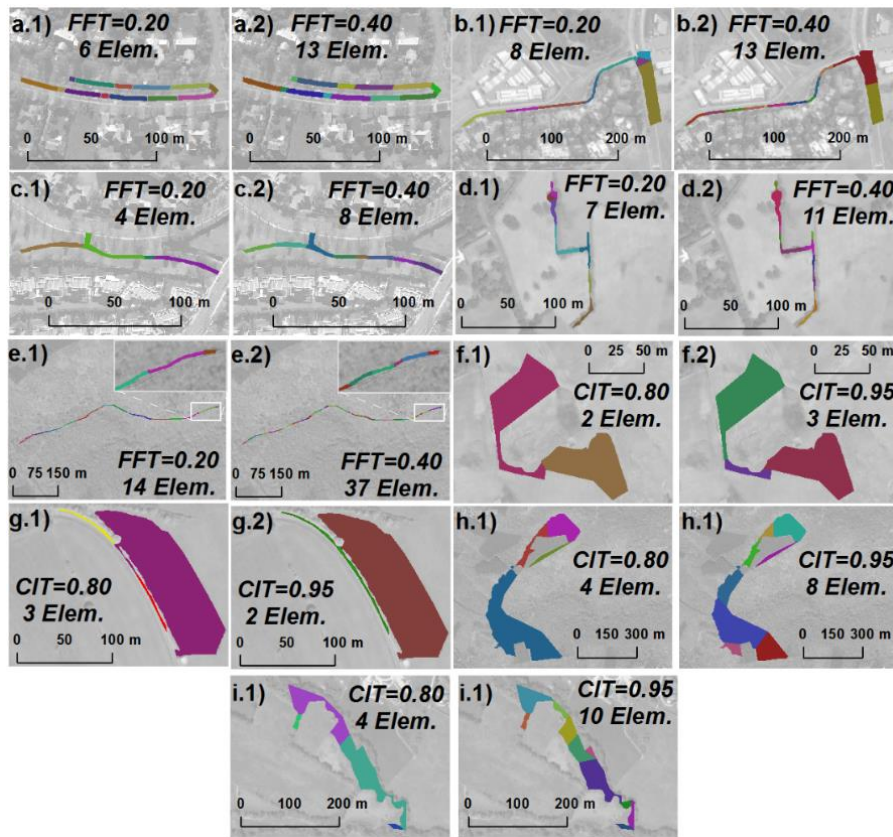 a.1) FFT=0.20
6 Elem.
0 50 100 m
a.2) FFT=0.40
13 Elem.
0 50 100 m
b.1) FFT=0.20
8 Elem.
0 100 200 m
b.2) FFT=0.40
13 Elem.
0 100 200 m
c.1) FFT=0.20
4 Elem.
0 50 100 m
c.2) FFT=0.40
8 Elem.
0 50 100 m
d.1) FFT=0.20
7 Elem.
0 50 100 m
d.2) FFT=0.40
11 Elem.
0 50 100 m
e.1)
FFT=0.20
0 75 150 m
14 Elem.
e.2)
FFT=0.40
0 75 150 m
37 Elem.
f.1) 0 25 50 m
CIT=0.80
2 Elem.
f.2) 0 25 50 m
CIT=0.95
3 Elem.
g.1)
CIT=0.80
3 Elem.
0 50 100 m
g.2)
CIT=0.95
2 Elem.
0 50 100 m
h.1) CIT=0.80
4 Elem.
0 150 300 m
h.1) CIT=0.95
8 Elem.
0 150 300 m
i.1) CIT=0.80
4 Elem.
0 100 200 m
i.1) CIT=0.95
10 Elem.
0 100 200 m